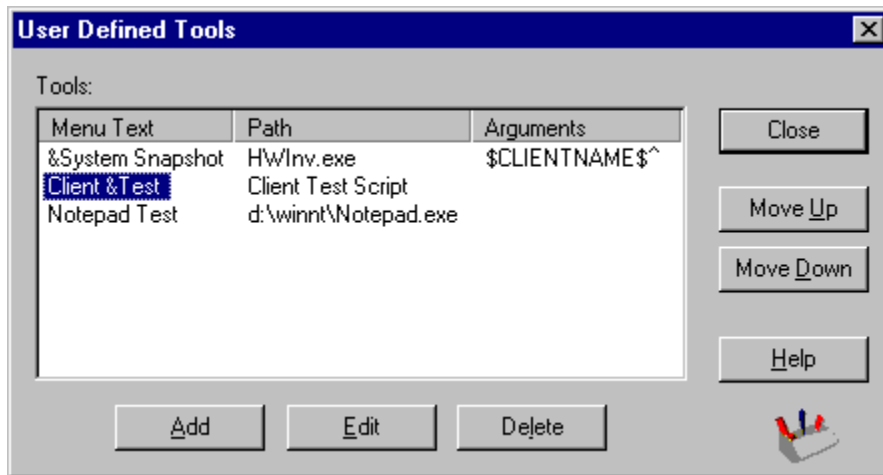 User Defined Tools
Tools:
Menu Text Path Arguments
&System Snapshot HWInv.exe $CLIENTNAME$^
Client &Test Client Test Script
Notepad Test d:\winnt\Notepad.exe
Close
Move Up
Move Down
Help
Add Edit Delete